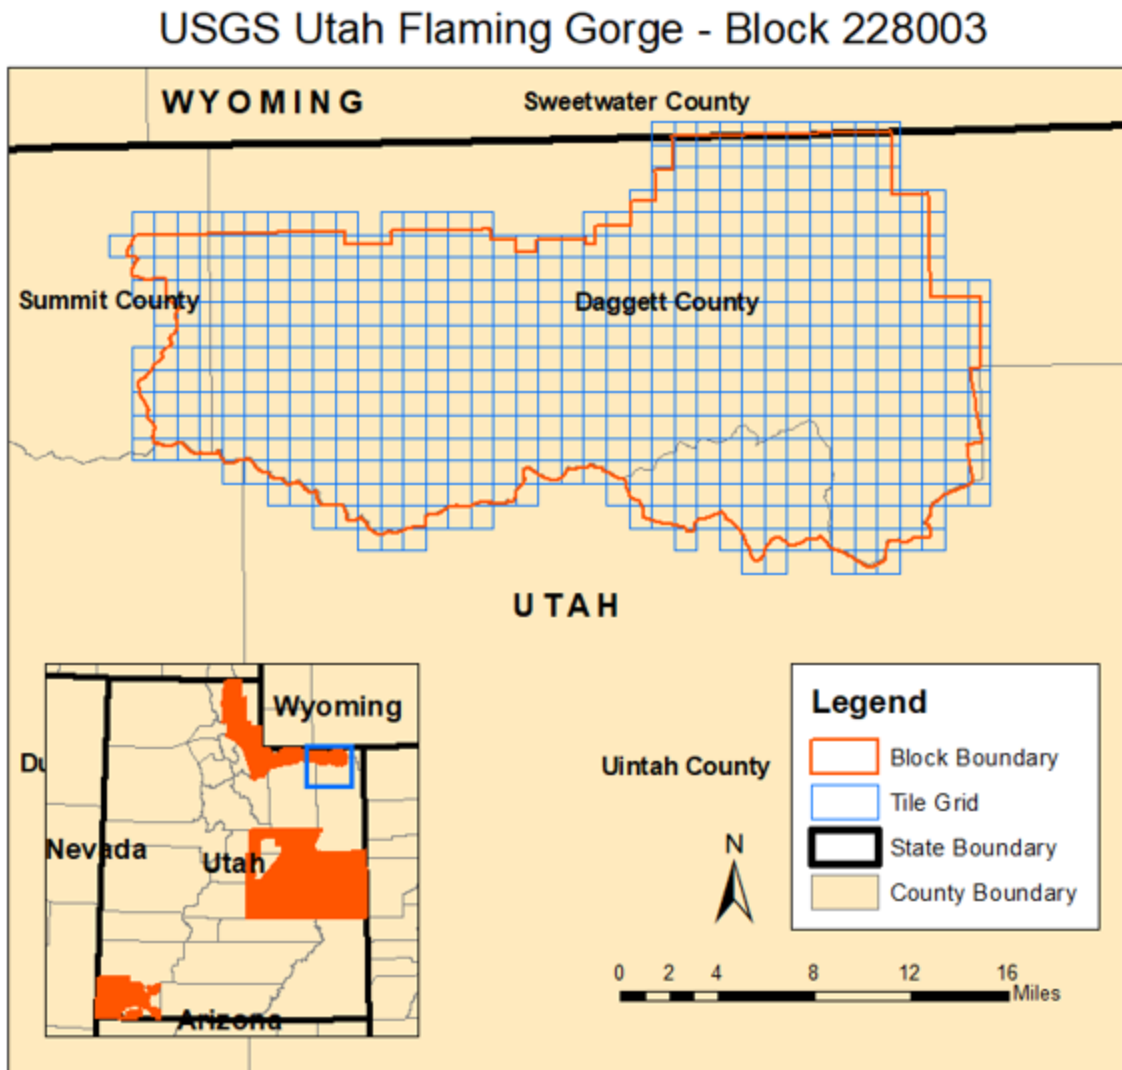 USGS Utah Flaming Gorge - Block 228003
WYOMING
Sweetwater County
Summit County
Daggett County
UTAH
Uintah County
Wyoming
Du
Nevada
Utah
Arizona
Legend
Block Boundary
Tile Grid
State Boundary
County Boundary
N
0 2 4 8 12 16
Miles